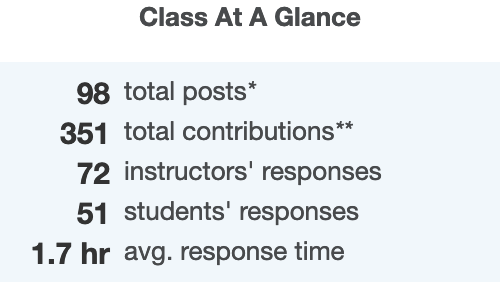 Class At A Glance
98 total posts*
351 total contributions**
72 instructors' responses
51 students' responses
1.7 hr avg. response time